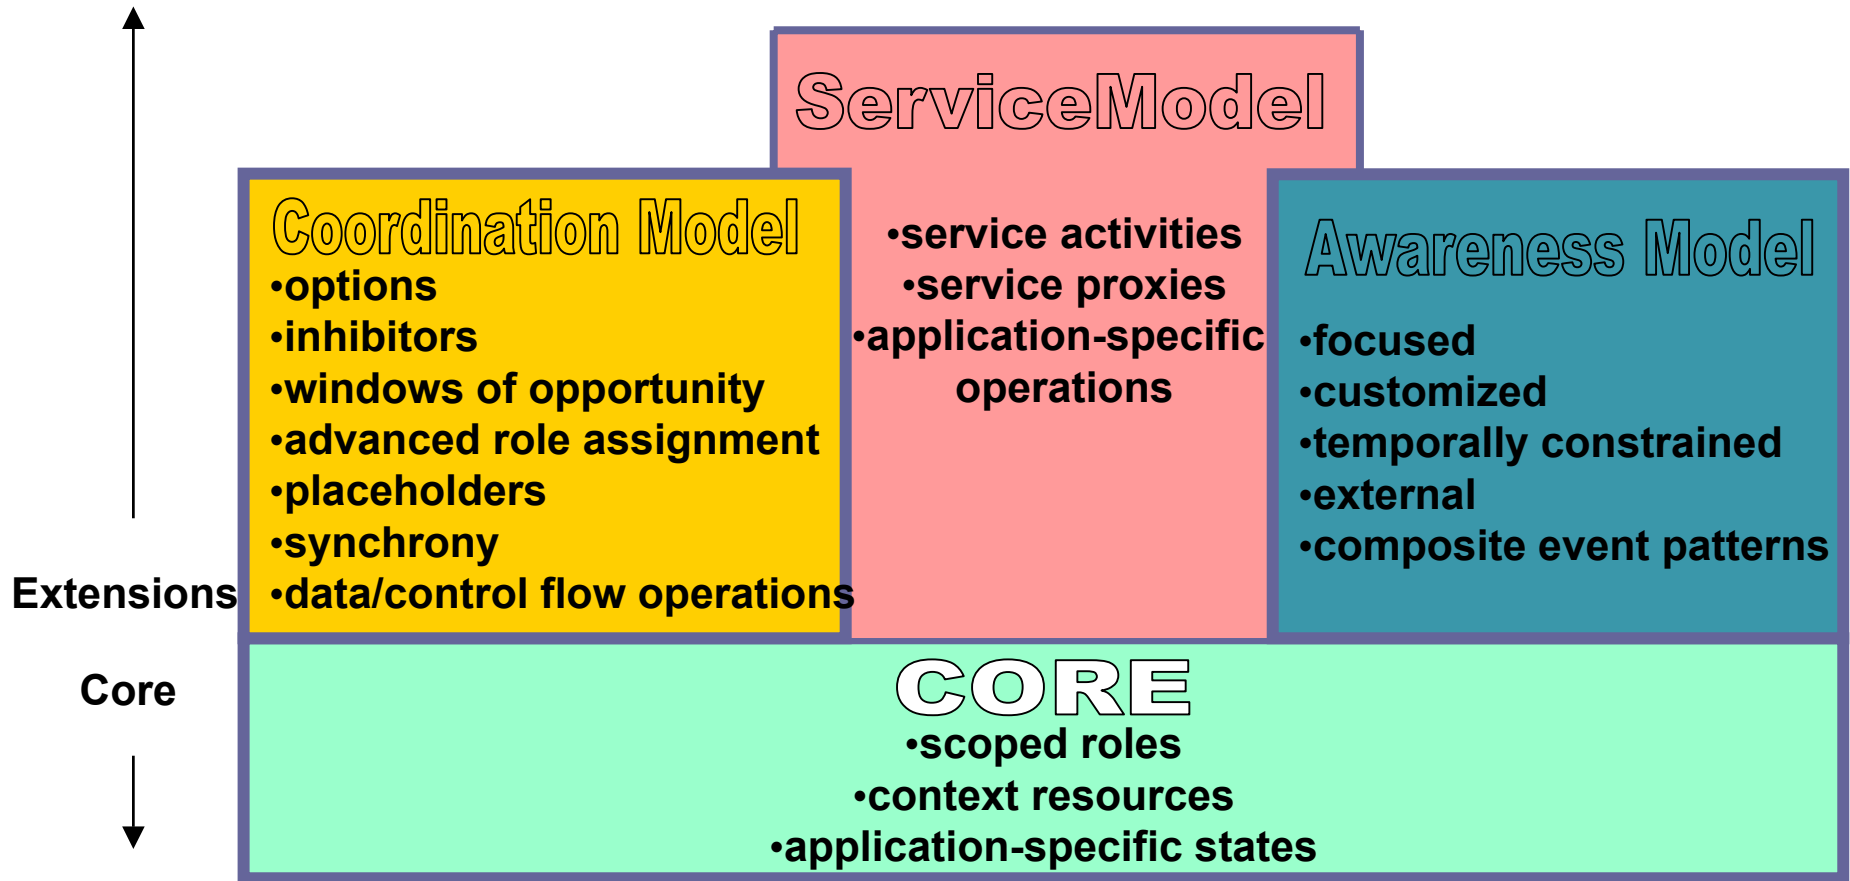 ServiceModel
Coordination Model
•options
•inhibitors
•windows of opportunity
•advanced role assignment
•placeholders
•synchrony
•data/control flow operations
•service activities
•service proxies
•application-specific
operations
Awareness Model
•focused
•customized
•temporally constrained
•external
•composite event patterns
Extensions
Core
CORE
•scoped roles
•context resources
•application-specific states